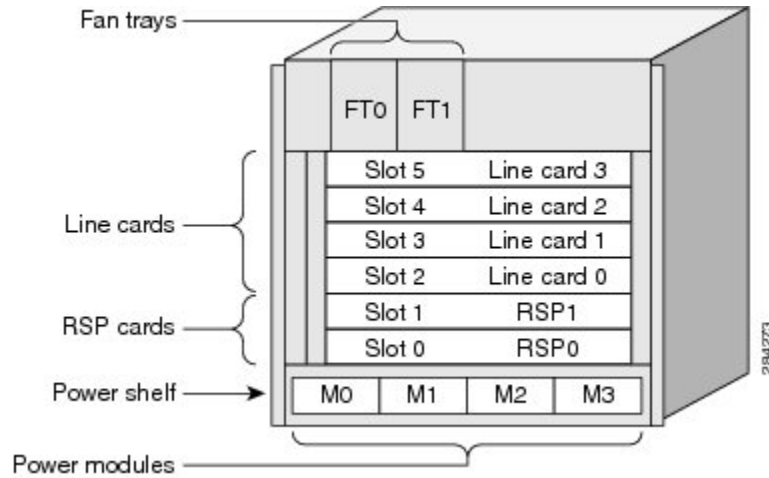 Fan trays
FT0 FT1
Slot 5 Line card 3
Slot 4 Line card 2
Line cards
Slot 3 Line card 1
Slot 2 Line card 0
Slot 1 RSP1
RSP cards
Slot 0 RSP0
Power shelf
M0 M1 M2 M3
Power modules
284273